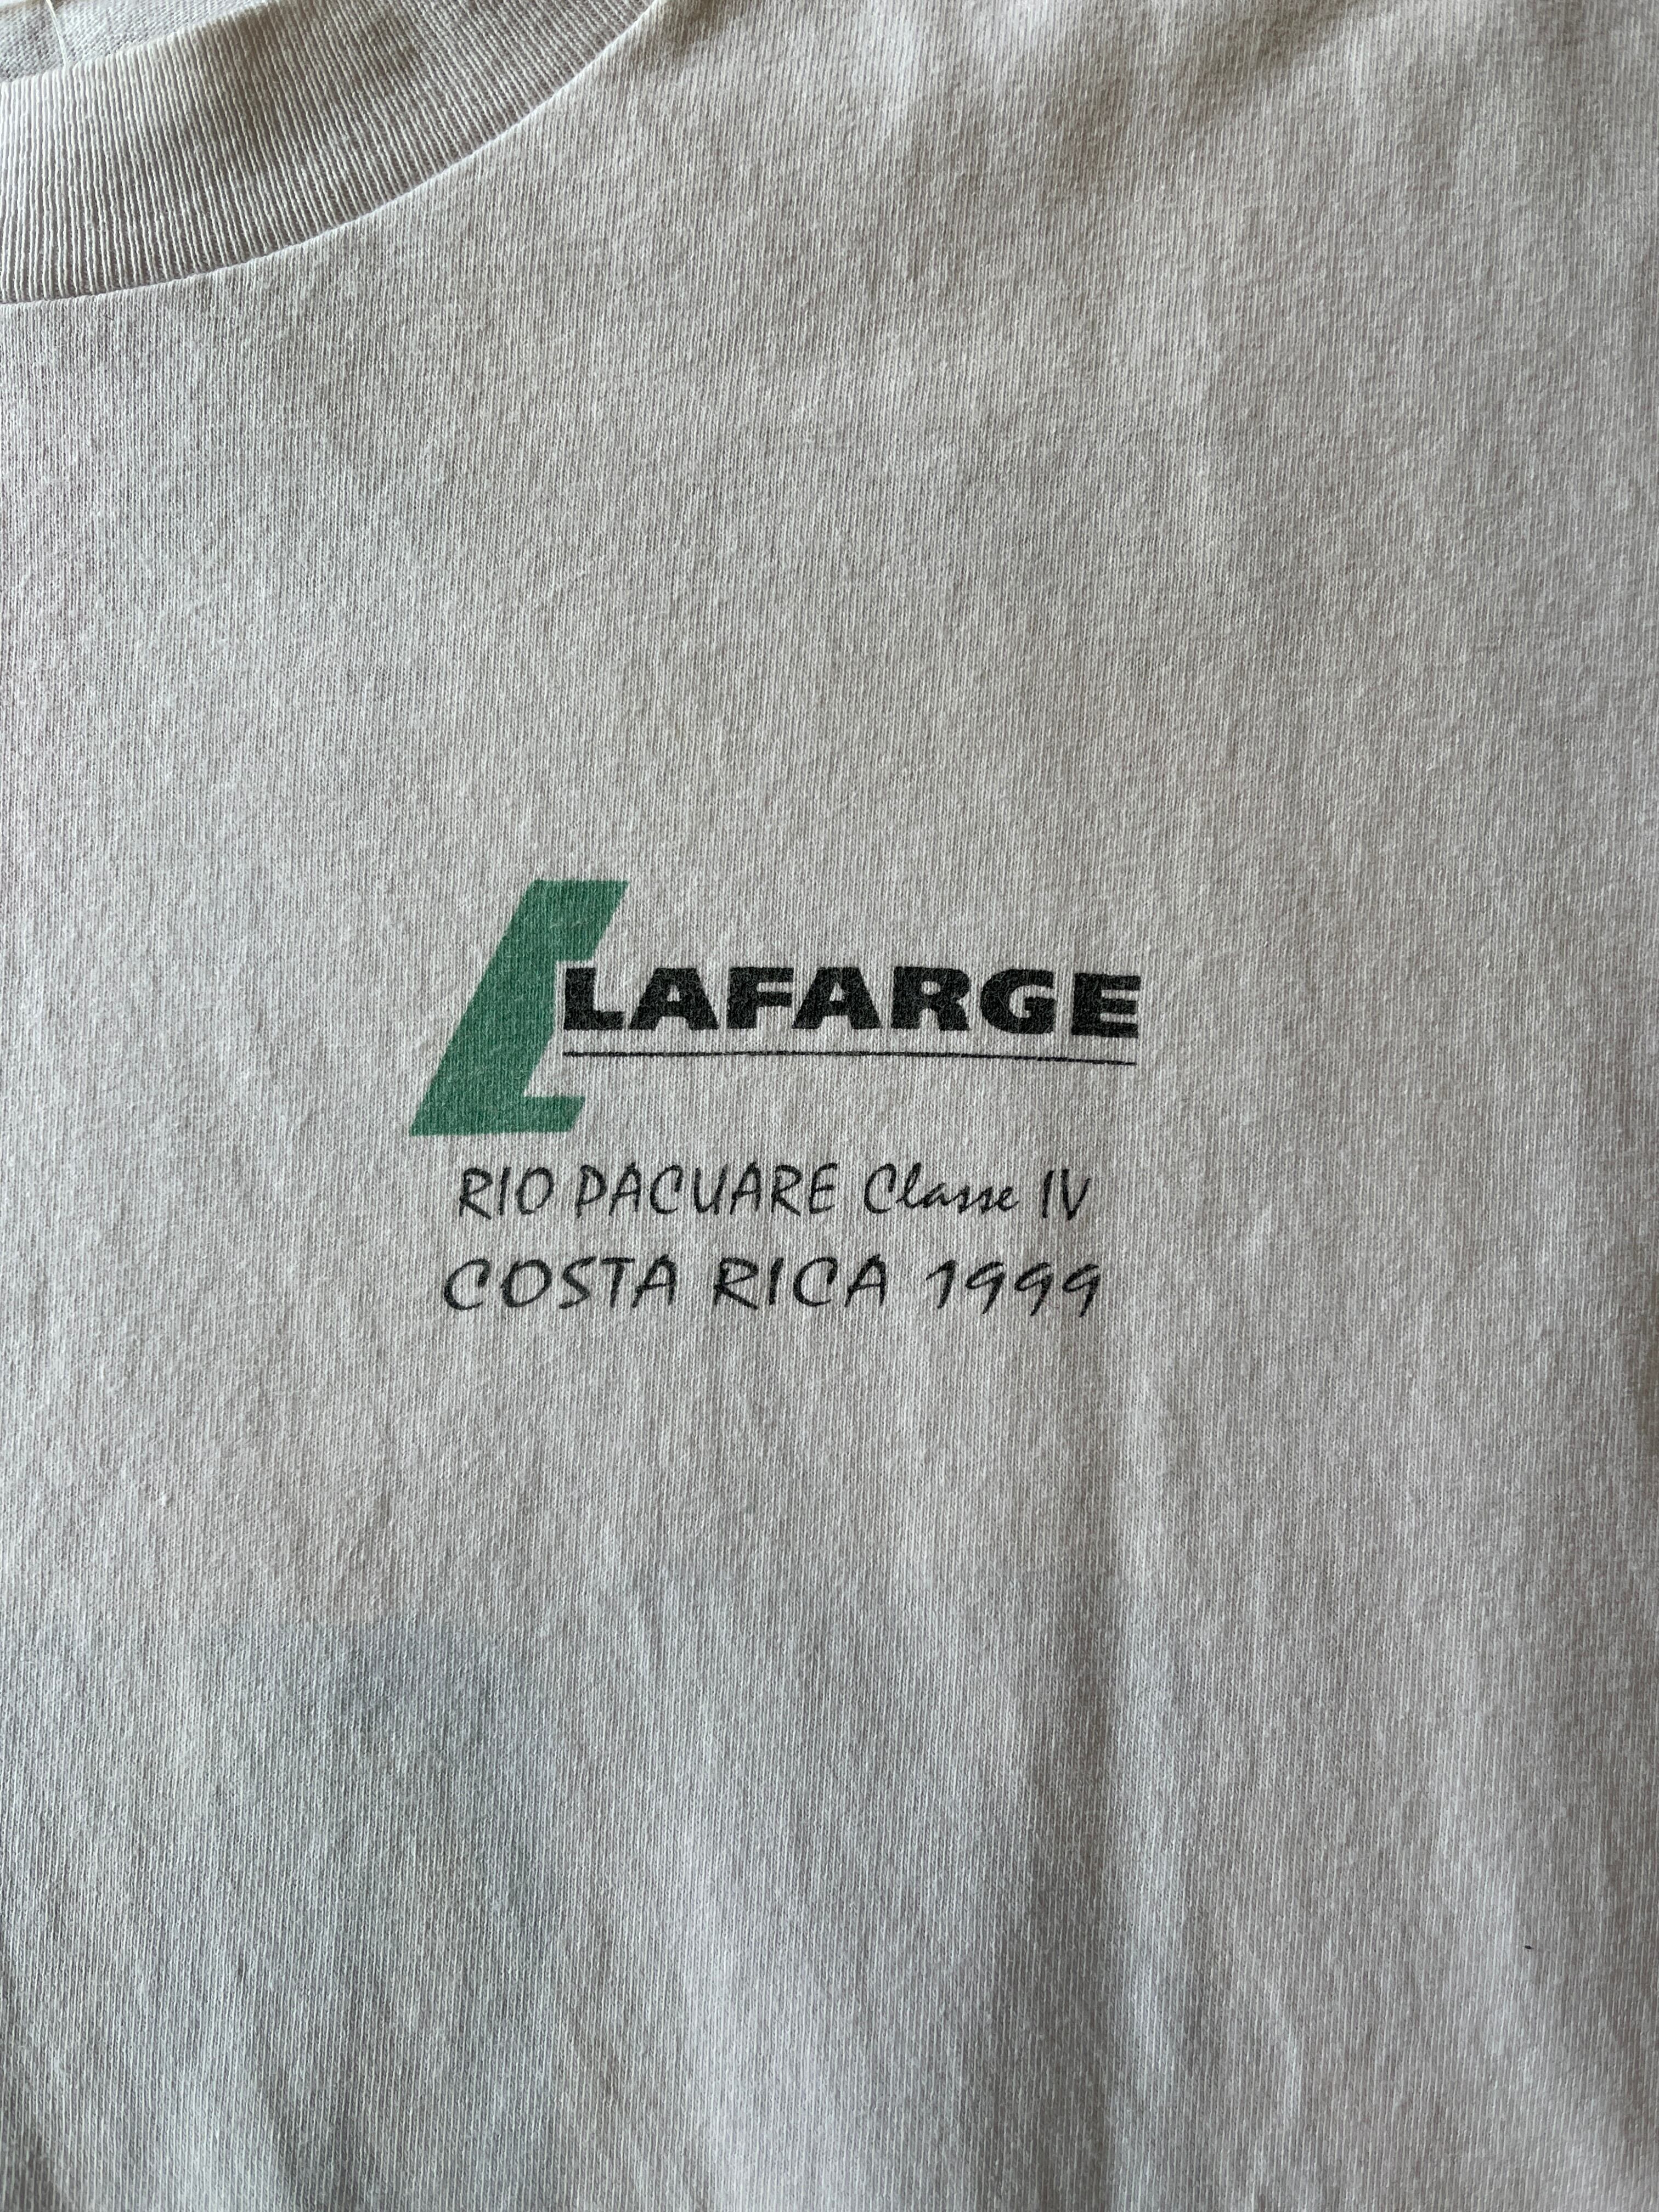 LAFARGE
RIO PACUARE Classe IV
COSTA RICA 1999